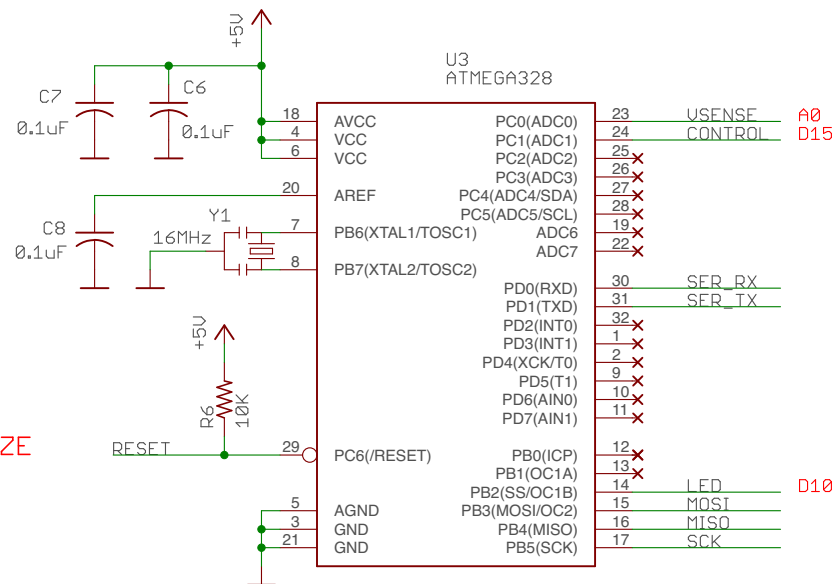 +5V
U3
ATMEGA328
C7
C6
0.1uF
0.1uF
18
AVCC
PC0(ADC0)
23
VSENSE
A0
4
VCC
PC1(ADC1)
24
CONTROL
D15
6
VCC
PC2(ADC2)
25
PC3(ADC3)
26
20
AREF
PC4(ADC4/SDA)
27
PC5(ADC5/SCL)
28
C8
0.1uF
Y1
16MHz
7
PB6(XTAL1/TOSC1)
ADC6
19
ADC7
22
8
PB7(XTAL2/TOSC2)
PD0(RXD)
30
SER_RX
PD1(TXD)
31
SER_TX
+5V
PD2(INT0)
32
PD3(INT1)
1
PD4(XCK/T0)
2
PD5(T1)
9
R6
10K
PD6(AIN0)
10
PD7(AIN1)
11
ZE
RESET
29
PC6(/RESET)
PB0(ICP)
12
PB1(OC1A)
13
PB2(SS/OC1B)
14
LED
D10
5
AGND
PB3(MOSI/OC2)
15
MOSI
3
GND
PB4(MISO)
16
MISO
21
GND
PB5(SCK)
17
SCK